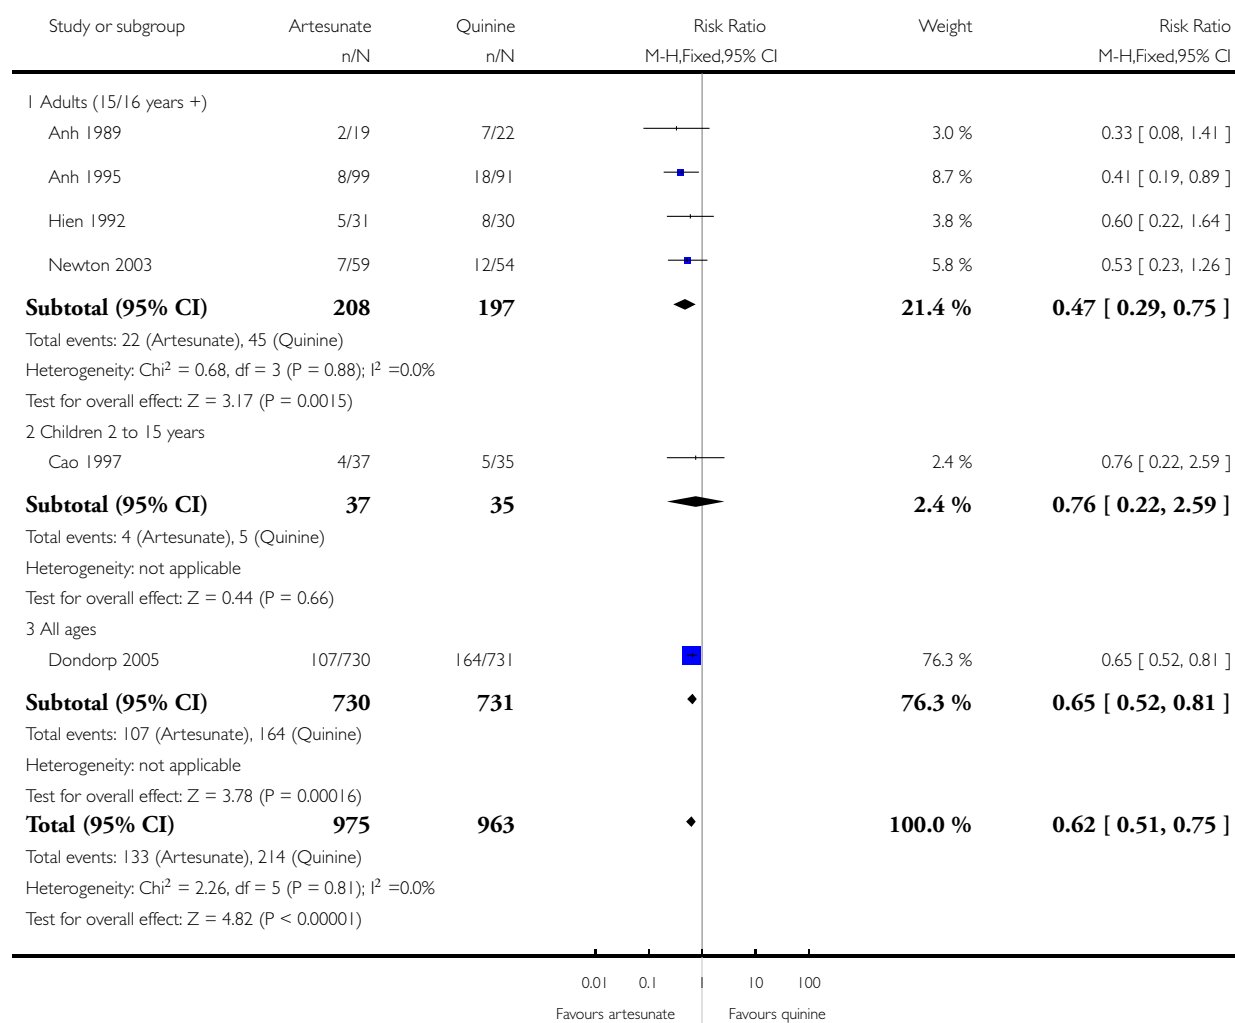 Study or subgroup Artesunate Quinine Risk Ratio Weight Risk Ratio
n/N n/N M-H,Fixed,95% CI M-H,Fixed,95% CI
1 Adults (15/16 years +)
Anh 1989 2/19 7/22 3.0 % 0.33 [ 0.08, 1.41 ]
Anh 1995 8/99 18/91 8.7 % 0.41 [ 0.19, 0.89 ]
Hien 1992 5/31 8/30 3.8 % 0.60 [ 0.22, 1.64 ]
Newton 2003 7/59 12/54 5.8 % 0.53 [ 0.23, 1.26 ]
Subtotal (95% CI) 208 197 21.4 % 0.47 [ 0.29, 0.75 ]
Total events: 22 (Artesunate), 45 (Quinine)
Heterogeneity: Chi² = 0.68, df = 3 (P = 0.88); I² =0.0%
Test for overall effect: Z = 3.17 (P = 0.0015)
2 Children 2 to 15 years
Cao 1997 4/37 5/35 2.4 % 0.76 [ 0.22, 2.59 ]
Subtotal (95% CI) 37 35 2.4 % 0.76 [ 0.22, 2.59 ]
Total events: 4 (Artesunate), 5 (Quinine)
Heterogeneity: not applicable
Test for overall effect: Z = 0.44 (P = 0.66)
3 All ages
Dondorp 2005 107/730 164/731 76.3 % 0.65 [ 0.52, 0.81 ]
Subtotal (95% CI) 730 731 76.3 % 0.65 [ 0.52, 0.81 ]
Total events: 107 (Artesunate), 164 (Quinine)
Heterogeneity: not applicable
Test for overall effect: Z = 3.78 (P = 0.00016)
Total (95% CI) 975 963 100.0 % 0.62 [ 0.51, 0.75 ]
Total events: 133 (Artesunate), 214 (Quinine)
Heterogeneity: Chi² = 2.26, df = 5 (P = 0.81); I² =0.0%
Test for overall effect: Z = 4.82 (P < 0.00001)
0.01 0.1 1 10 100
Favours artesunate Favours quinine